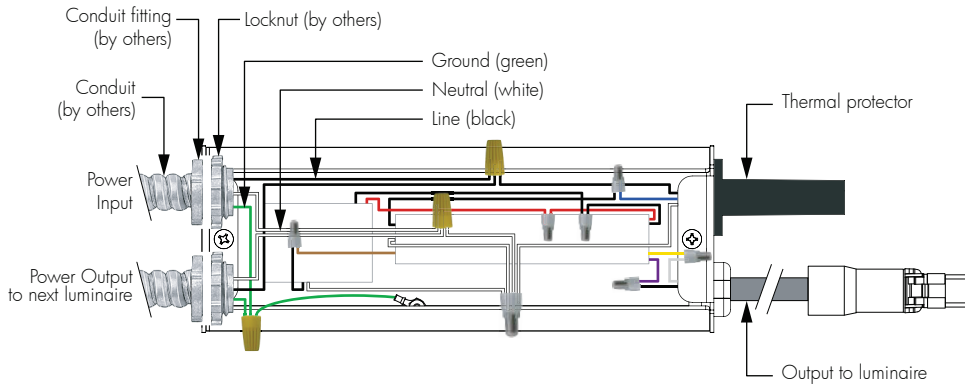 Conduit fitting
(by others)
Locknut (by others)
Ground (green)
Neutral (white)
Line (black)
Conduit
(by others)
Thermal protector
Power
Input
Power Output
to next luminaire
Output to luminaire